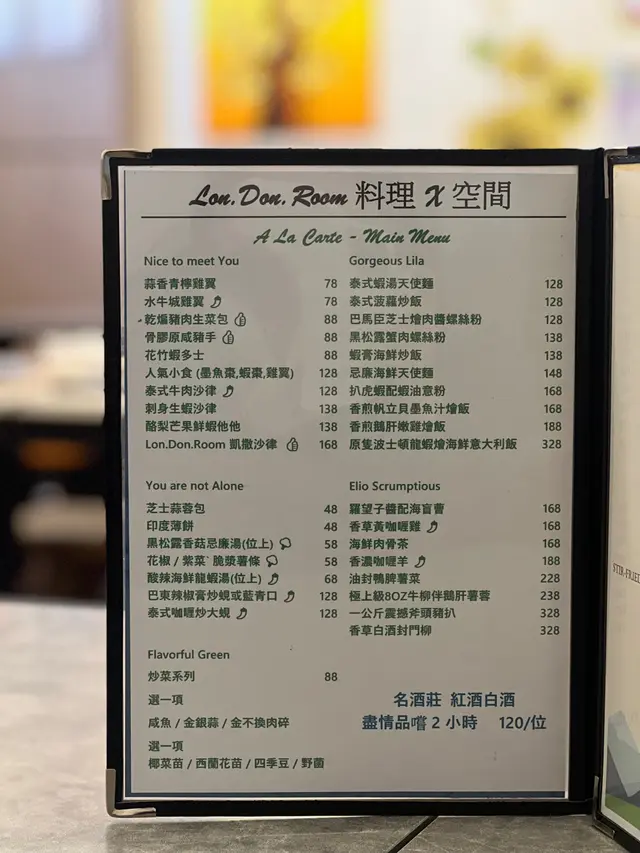 Lon.Don.Room 料理 X 空間
A La Carte - Main Menu
Nice to meet You
蒜香青檸雞翼 78
水牛城雞翼 78
乾煸豬肉生菜包 88
骨膠原咸豬手 88
花竹蝦多士 88
人氣小食 (墨魚棗,蝦棗,雞翼) 128
泰式牛肉沙律 128
刺身生蝦沙律 138
酪梨芒果鮮蝦他他 138
Lon.Don.Room 凱撒沙律 168
Gorgeous Lila
泰式蝦湯天使麵 128
泰式菠蘿炒飯 128
巴馬臣芝士燴肉醬螺絲粉 128
黑松露蟹肉螺絲粉 138
蝦膏海鮮炒飯 138
忌廉海鮮天使麵 148
扒虎蝦配蝦油意粉 168
香煎帆立貝墨魚汁燴飯 168
香煎鵝肝嫩雞燴飯 188
原隻波士頓龍蝦燴海鮮意大利飯 328
You are not Alone
芝士蒜蓉包 48
印度薄餅 48
黑松露香菇忌廉湯(位上) 58
花椒 / 紫菜` 脆漿薯條 58
酸辣海鮮龍蝦湯(位上) 68
巴東辣椒膏炒蜆或藍青口 128
泰式咖喱炒大蜆 128
Elio Scrumptious
羅望子醬配海盲曹 168
香草黃咖喱雞 168
海鮮肉骨茶 168
香濃咖喱羊 188
油封鴨脾薯菜 228
極上級8OZ牛柳伴鵝肝薯蓉 238
一公斤震撼斧頭豬扒 328
香草白酒封門柳 328
Flavorful Green
炒菜系列 88
選一項
咸魚 / 金銀蒜 / 金不換肉碎
選一項
椰菜苗 / 西蘭花苗 / 四季豆 / 野菌
名酒莊 紅酒白酒
盡情品嚐 2 小時 120/位